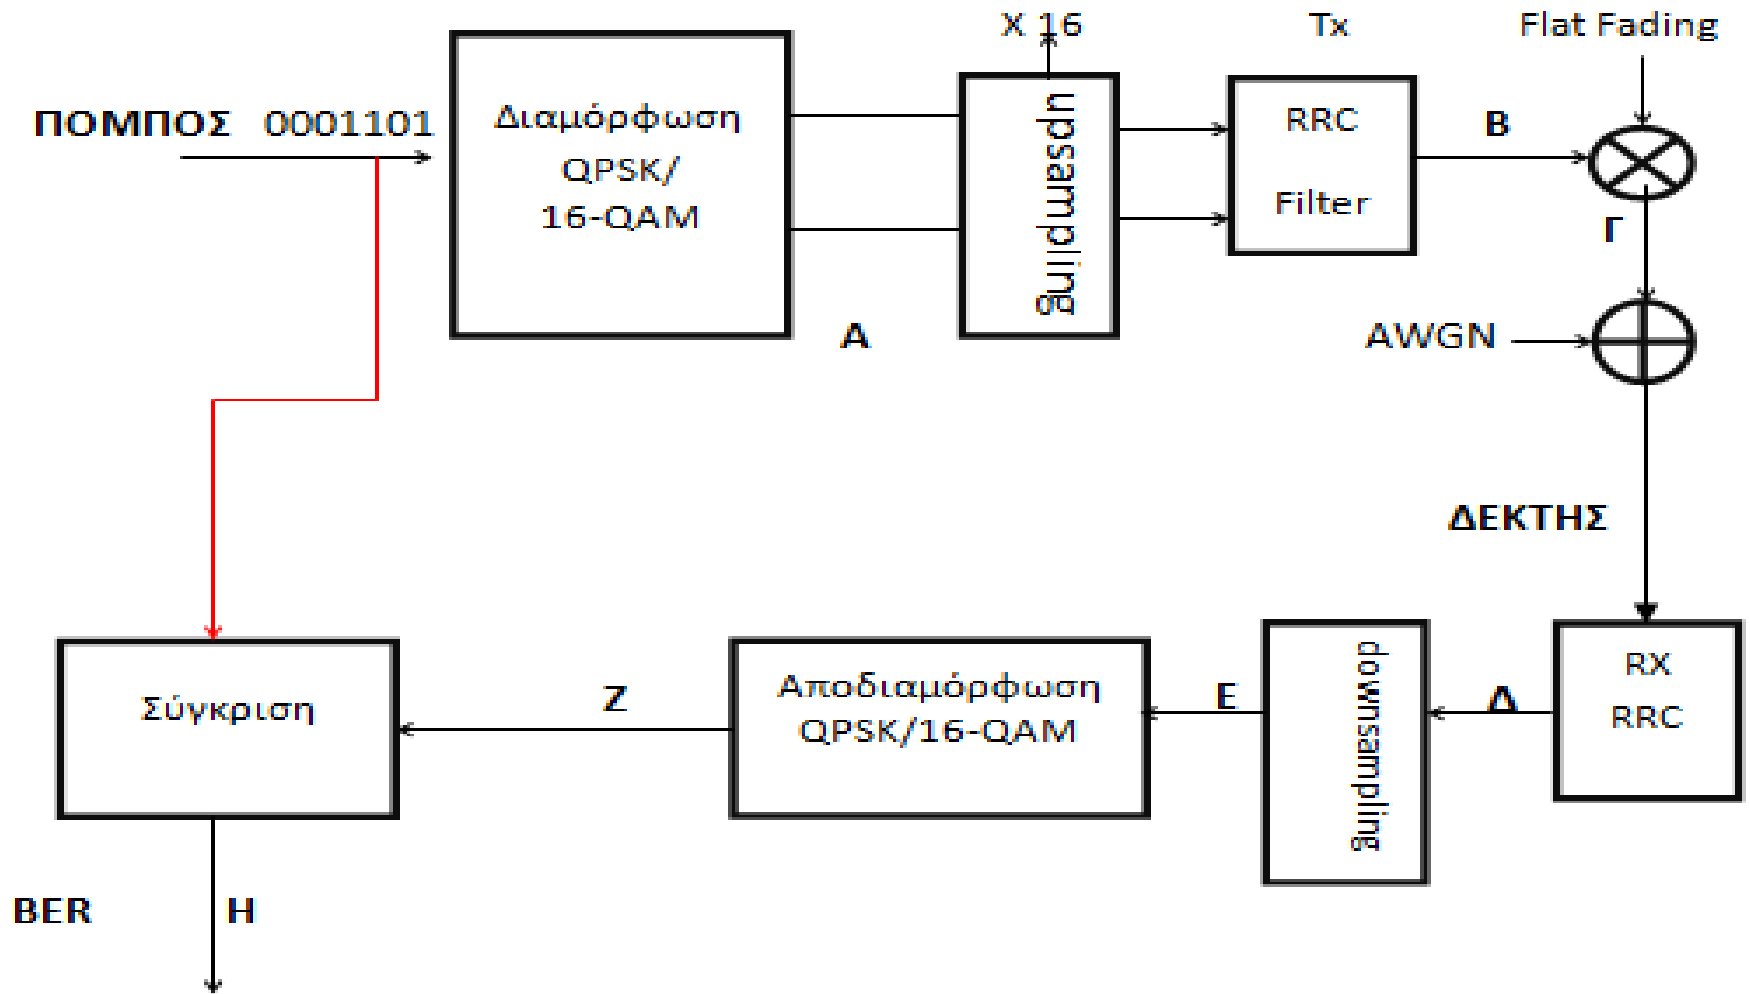 X 16
Tx
Flat Fading
ΠΟΜΠΟΣ 0001101
Διαμόρφωση
QPSK/
16-QAM
upsampling
RRC
Filter
B
Γ
A
AWGN
ΔΕΚΤΗΣ
RX
RRC
Δ
downsampling
E
Αποδιαμόρφωση
QPSK/16-QAM
Z
Σύγκριση
BER
H